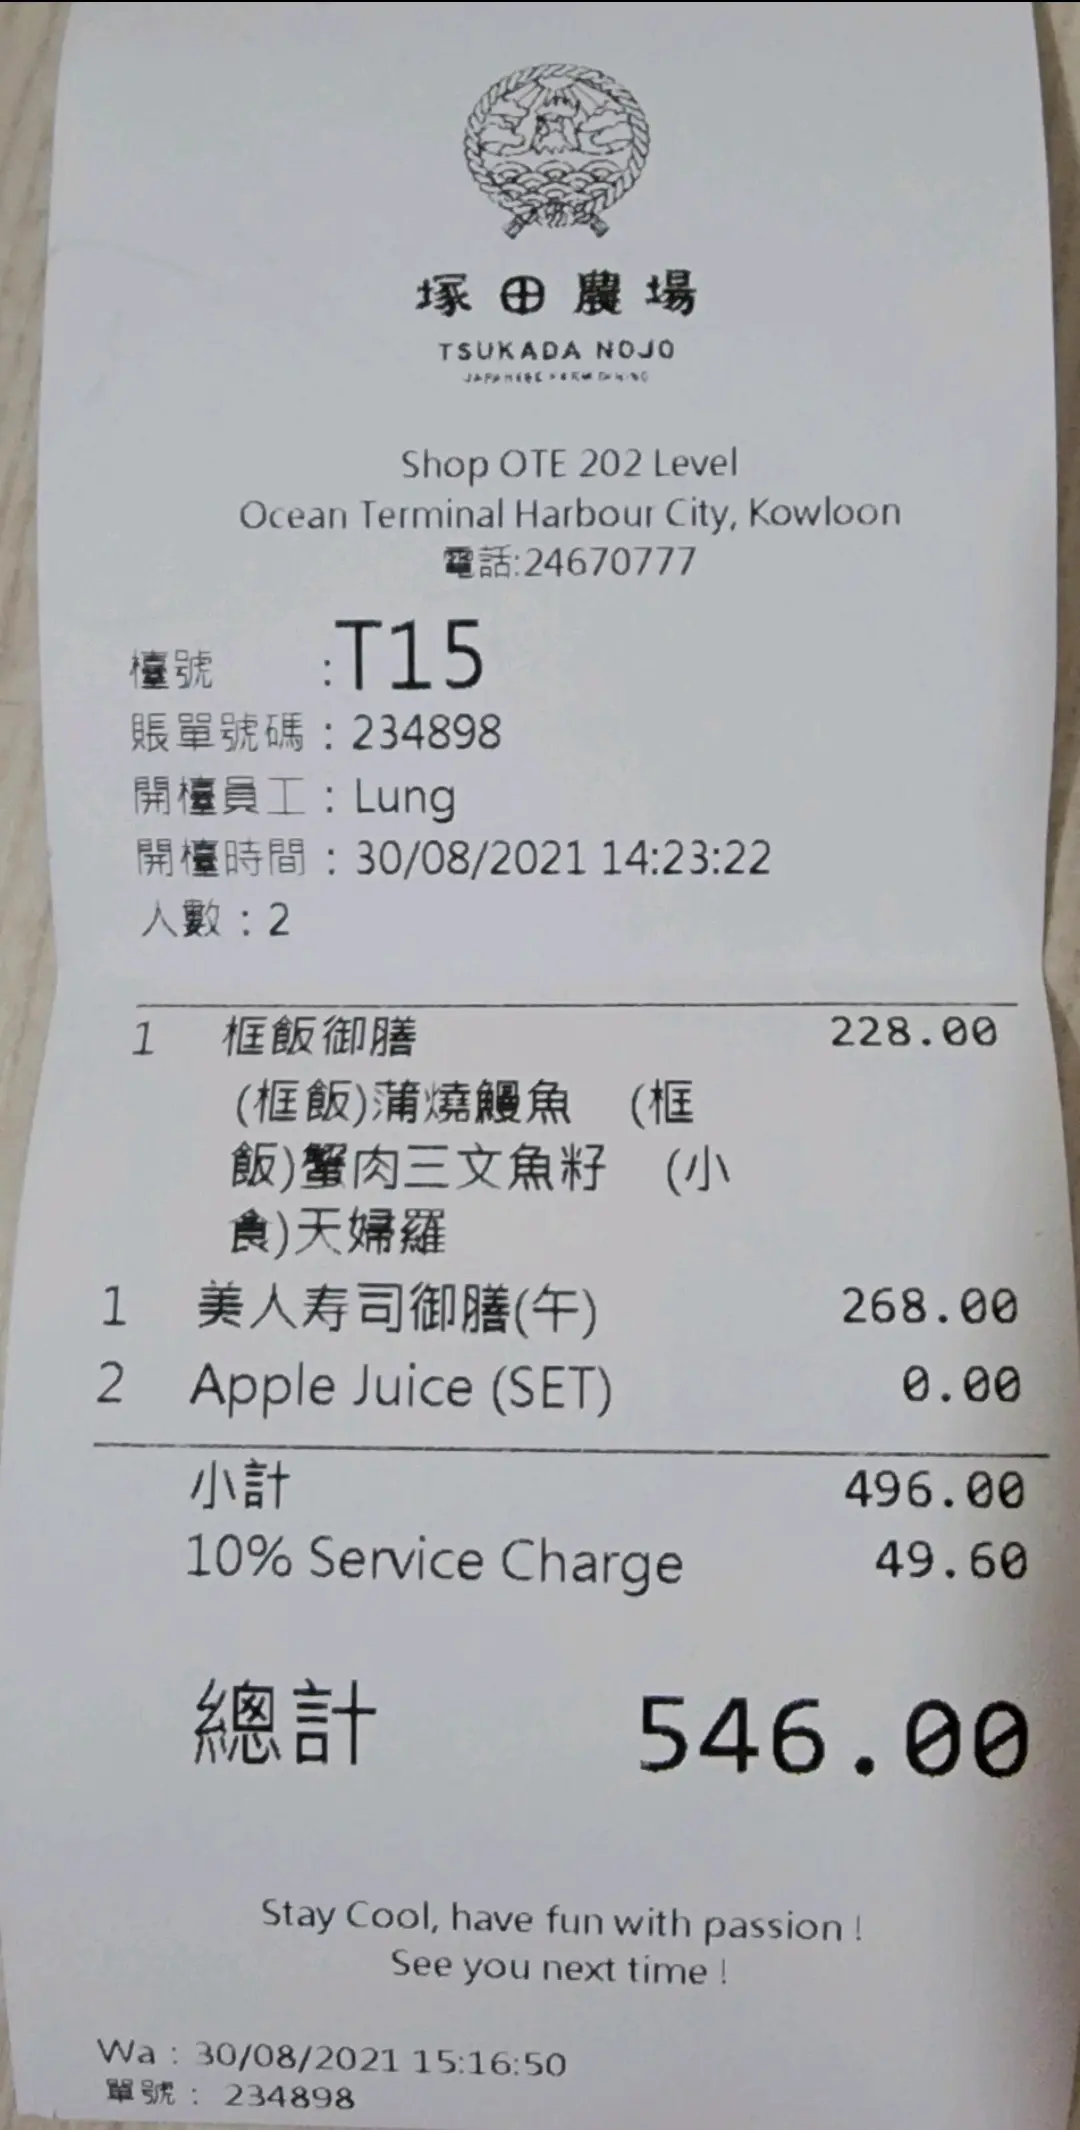 塚田農場
TSUKADA NOJO
JAPANESE FARM DINING
Shop OTE 202 Level
Ocean Terminal Harbour City, Kowloon
電話:24670777
檯號 :T15
賬單號碼 : 234898
開檯員工 : Lung
開檯時間 : 30/08/2021 14:23:22
人數 : 2
1 框飯御膳 228.00
(框飯)蒲燒鰻魚 (框
飯)蟹肉三文魚籽 (小
食)天婦羅
1 美人寿司御膳(午) 268.00
2 Apple Juice (SET) 0.00
小計 496.00
10% Service Charge 49.60
總計 546.00
Stay Cool, have fun with passion !
See you next time !
Wa : 30/08/2021 15:16:50
單號 : 234898